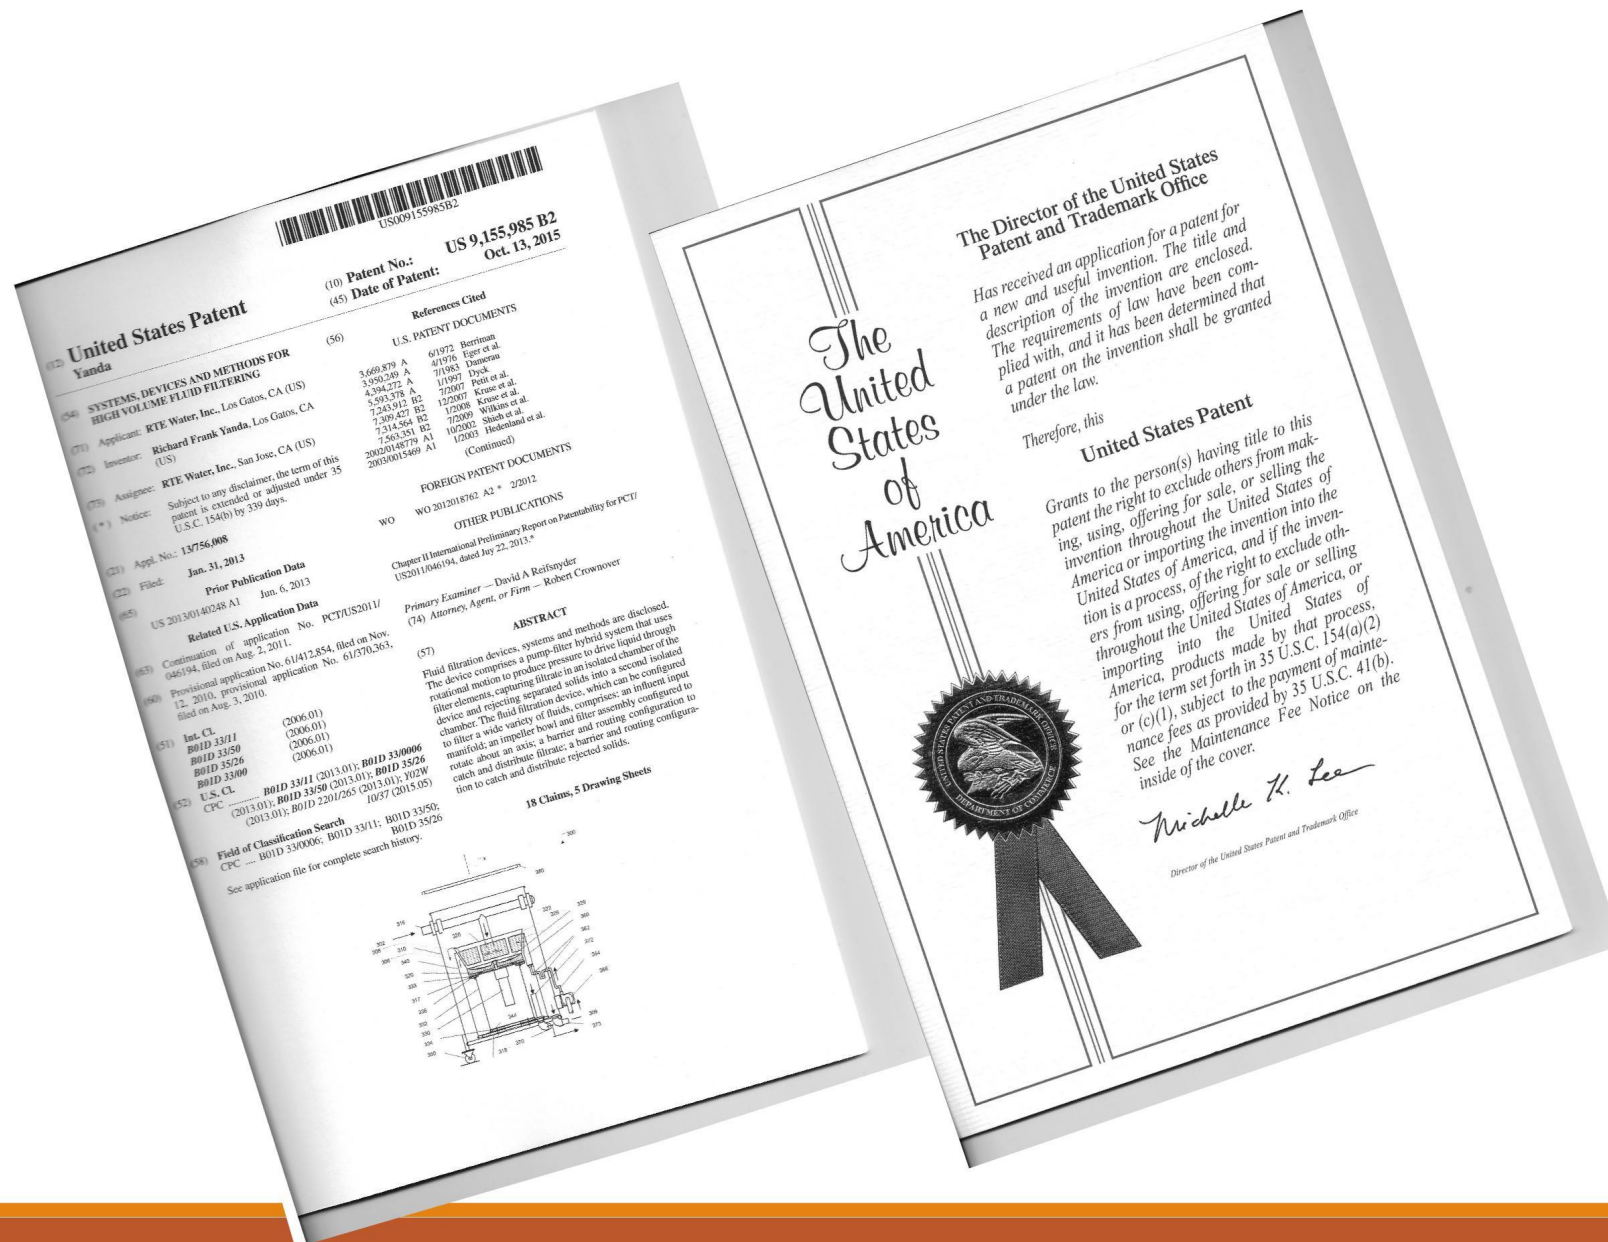 US009155985B2
(12) United States Patent
Yanda
(10) Patent No.: US 9,155,985 B2
(45) Date of Patent: Oct. 13, 2015
(54) SYSTEMS, DEVICES AND METHODS FOR
HIGH VOLUME FLUID FILTERING
(71) Applicant: RTE Water, Inc., Los Gatos, CA (US)
(72) Inventor: Richard Frank Yanda, Los Gatos, CA
(US)
(73) Assignee: RTE Water, Inc., San Jose, CA (US)
(*) Notice: Subject to any disclaimer, the term of this
patent is extended or adjusted under 35
U.S.C. 154(b) by 339 days.
(21) Appl. No.: 13/756,008
(22) Filed: Jan. 31, 2013
(65) Prior Publication Data
US 2013/0140248 A1 Jun. 6, 2013
Related U.S. Application Data
(63) Continuation of application No. PCT/US2011/
046194, filed on Aug. 2, 2011.
(60) Provisional application No. 61/412,854, filed on Nov.
12, 2010, provisional application No. 61/370,363,
filed on Aug. 3, 2010.
(51) Int. Cl.
B01D 33/11 (2006.01)
B01D 33/50 (2006.01)
B01D 35/26 (2006.01)
B01D 33/00 (2006.01)
(52) U.S. Cl.
CPC .......... B01D 33/11 (2013.01); B01D 33/0006
(2013.01); B01D 33/50 (2013.01); B01D 35/26
(2013.01); B01D 2201/265 (2013.01); Y02W
10/37 (2015.05)
(58) Field of Classification Search
CPC .... B01D 33/0006; B01D 33/11; B01D 33/50;
B01D 35/26
See application file for complete search history.
(56) References Cited
U.S. PATENT DOCUMENTS
3,669,879 A 6/1972 Berriman
3,950,249 A 4/1976 Eger et al.
4,394,272 A 7/1983 Damerau
5,593,378 A 1/1997 Dyck
7,243,912 B2 7/2007 Petit et al.
7,309,427 B2 12/2007 Kruse et al.
7,314,564 B2 1/2008 Kruse et al.
7,563,351 B2 7/2009 Wilkins et al.
2002/0148779 A1 10/2002 Shieh et al.
2003/0015469 A1 1/2003 Hedenland et al.
(Continued)
FOREIGN PATENT DOCUMENTS
WO WO 2012018762 A2 * 2/2012
OTHER PUBLICATIONS
Chapter II International Preliminary Report on Patentability for PCT/
US2011/046194, dated Juy 22, 2013.*
Primary Examiner — David A Reifsnyder
(74) Attorney, Agent, or Firm — Robert Crownover
(57) ABSTRACT
Fluid filtration devices, systems and methods are disclosed.
The device comprises a pump-filter hybrid system that uses
rotational motion to produce pressure to drive liquid through
filter elements, capturing filtrate in an isolated chamber of the
device and rejecting separated solids into a second isolated
chamber. The fluid filtration device, which can be configured
to filter a wide variety of fluids, comprises: an influent input
manifold; an impeller bowl and filter assembly configured to
rotate about an axis; a barrier and routing configuration to
catch and distribute filtrate; a barrier and routing configura-
tion to catch and distribute rejected solids.
18 Claims, 5 Drawing Sheets
The
United
States
of
America
The Director of the United States
Patent and Trademark Office
Has received an application for a patent for
a new and useful invention. The title and
description of the invention are enclosed.
The requirements of law have been com-
plied with, and it has been determined that
a patent on the invention shall be granted
under the law.
Therefore, this
United States Patent
Grants to the person(s) having title to this
patent the right to exclude others from mak-
ing, using, offering for sale, or selling the
invention throughout the United States of
America or importing the invention into the
United States of America, and if the inven-
tion is a process, of the right to exclude oth-
ers from using, offering for sale or selling
throughout the United States of America, or
importing into the United States of
America, products made by that process,
for the term set forth in 35 U.S.C. 154(a)(2)
or (c)(1), subject to the payment of mainte-
nance fees as provided by 35 U.S.C. 41(b).
See the Maintenance Fee Notice on the
inside of the cover.
Michelle K. Lee
Director of the United States Patent and Trademark Office
UNITED STATES PATENT AND TRADEMARK OFFICE
DEPARTMENT OF COMMERCE